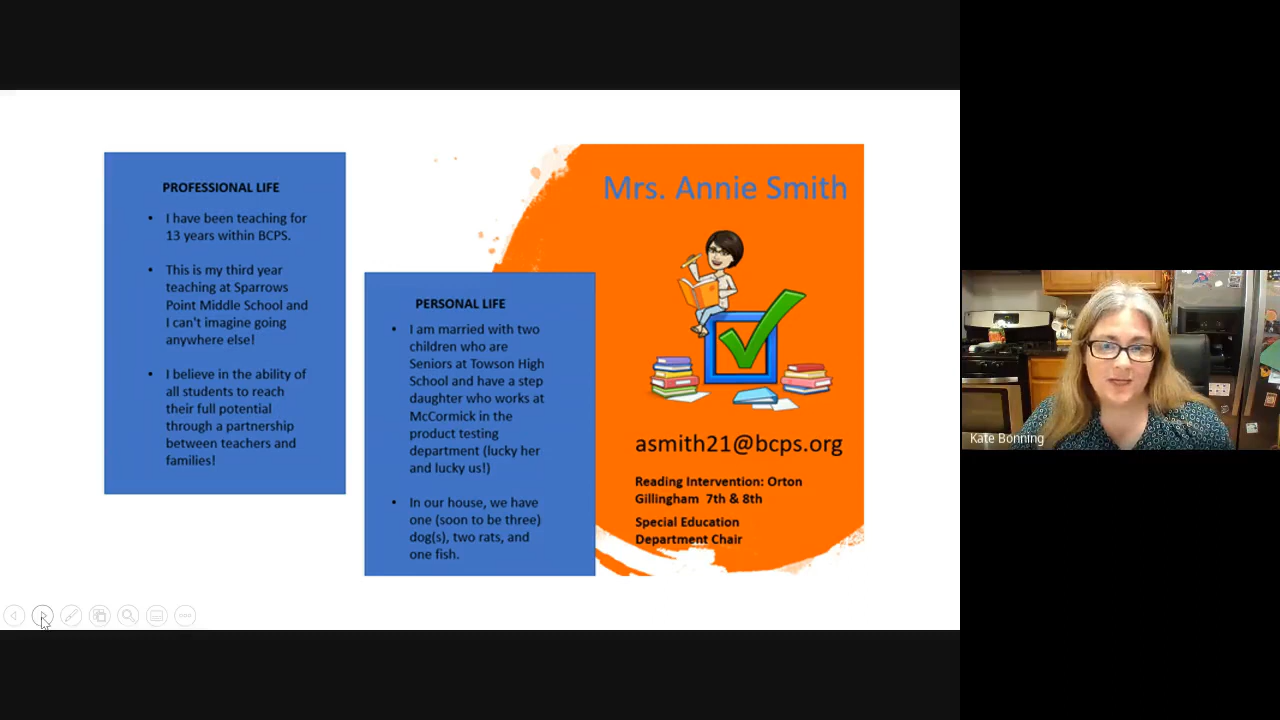 PROFESSIONAL LIFE
• I have been teaching for
13 years within BCPS.
• This is my third year
teaching at Sparrows
Point Middle School and
I can't imagine going
anywhere else!
• I believe in the ability of
all students to reach
their full potential
through a partnership
between teachers and
families!
PERSONAL LIFE
• I am married with two
children who are
Seniors at Towson High
School and have a step
daughter who works at
McCormick in the
product testing
department (lucky her
and lucky us!)
• In our house, we have
one (soon to be three)
dog(s), two rats, and
one fish.
Mrs. Annie Smith
asmith21@bcps.org
Reading Intervention: Orton
Gillingham 7th & 8th
Special Education
Department Chair
Kate Bonning